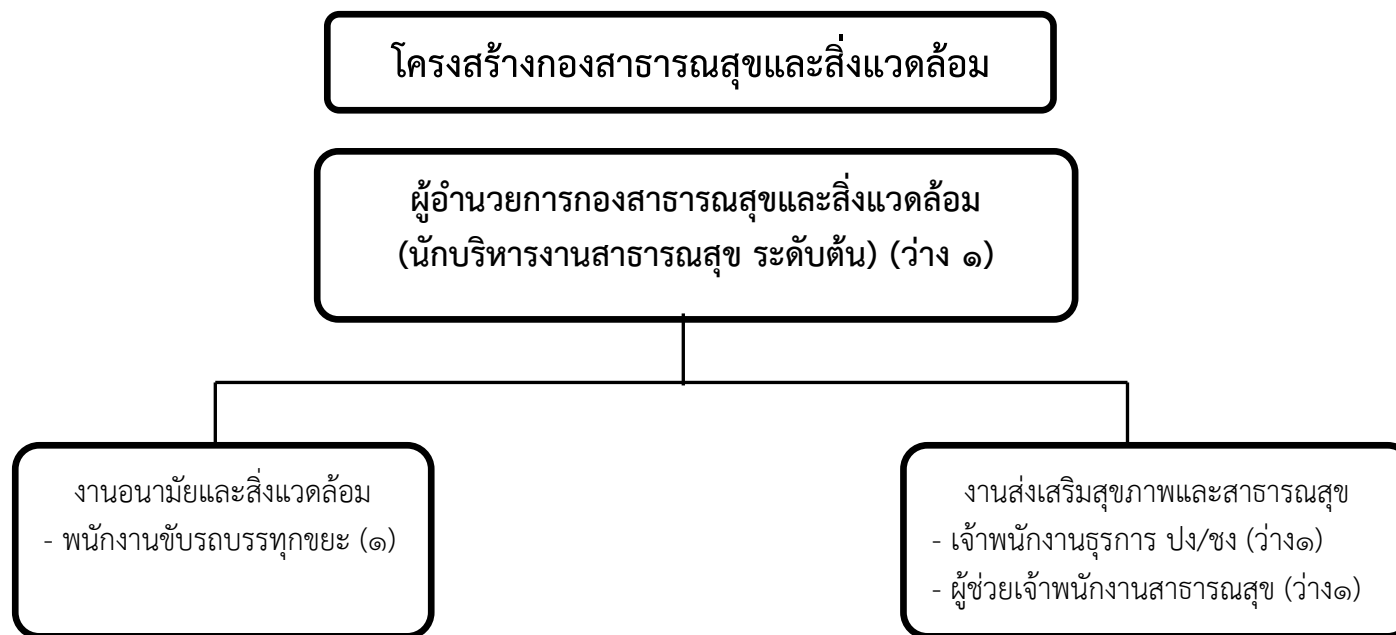 โครงสร้างกองสาธารณสุขและสิ่งแวดล้อม
ผู้อำนวยการกองสาธารณสุขและสิ่งแวดล้อม
(นักบริหารงานสาธารณสุข ระดับต้น) (ว่าง ๑)
งานอนามัยและสิ่งแวดล้อม
- พนักงานขับรถบรรทุกขยะ (๑)
งานส่งเสริมสุขภาพและสาธารณสุข
- เจ้าพนักงานธุรการ ปง/ชง (ว่าง๑)
- ผู้ช่วยเจ้าพนักงานสาธารณสุข (ว่าง๑)